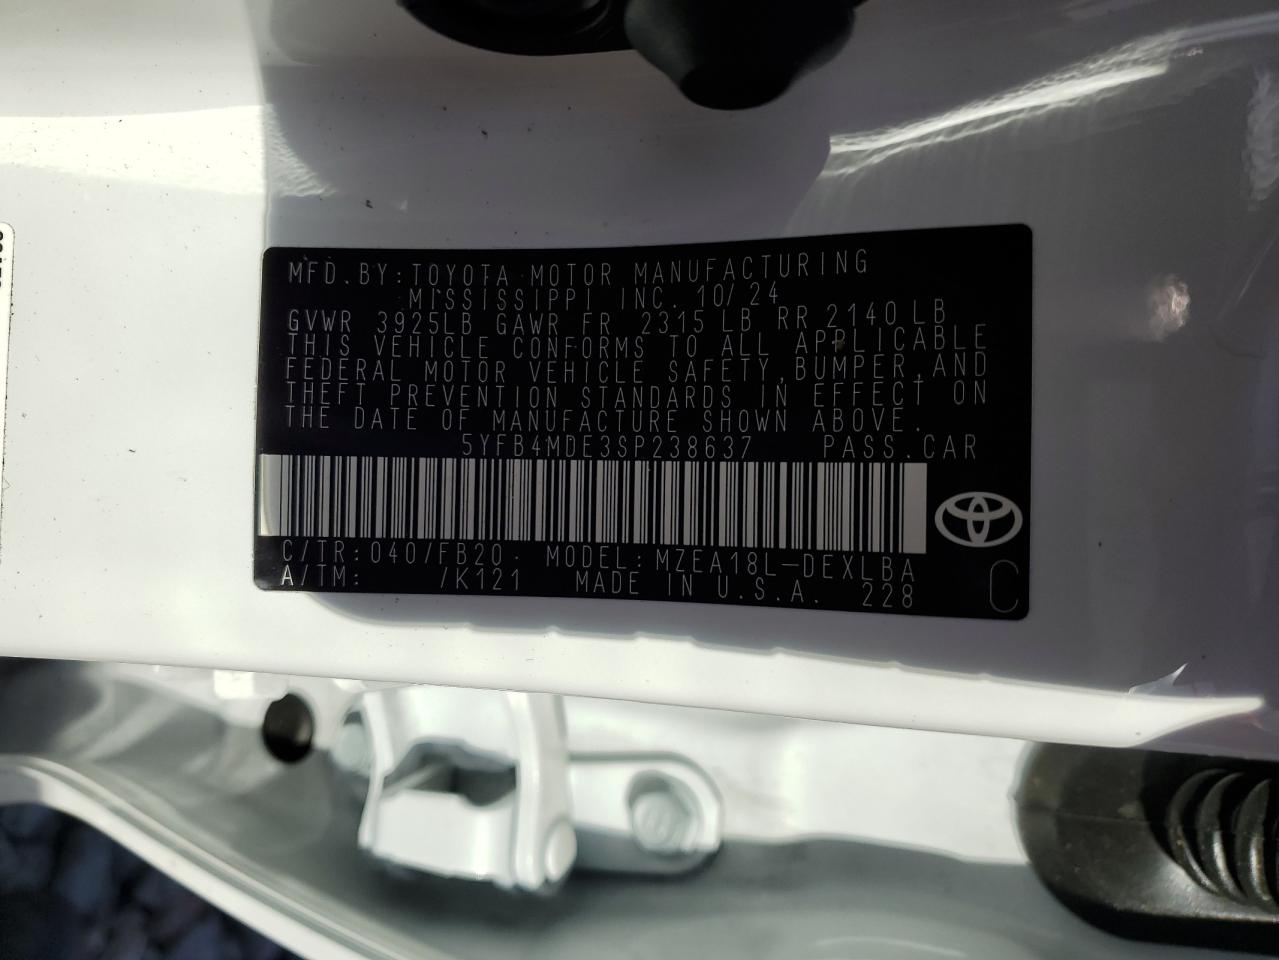 MFD.BY:TOYOTA MOTOR MANUFACTURING
MISSISSIPPI INC. 10/24
GVWR 3925LB GAWR FR 2315 LB RR 2140 LB
THIS VEHICLE CONFORMS TO ALL APPLICABLE
FEDERAL MOTOR VEHICLE SAFETY,BUMPER,AND
THEFT PREVENTION STANDARDS IN EFFECT ON
THE DATE OF MANUFACTURE SHOWN ABOVE.
5YFB4MDE3SP238637 PASS.CAR
C/TR:040/FB20 MODEL:MZEA18L-DEXLBA
A/TM: /K121 MADE IN U.S.A. 228
C